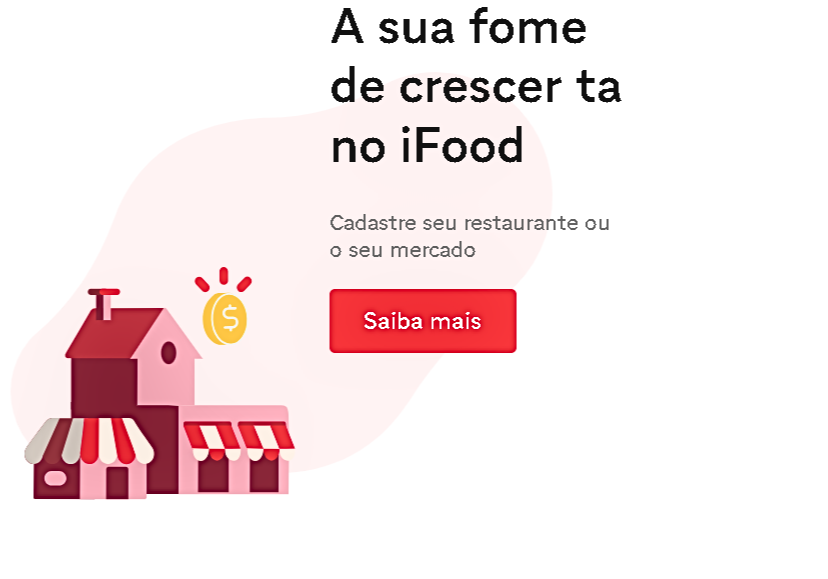 A sua fome
de crescer ta
no iFood
Cadastre seu restaurante ou
o seu mercado
Saiba mais
$